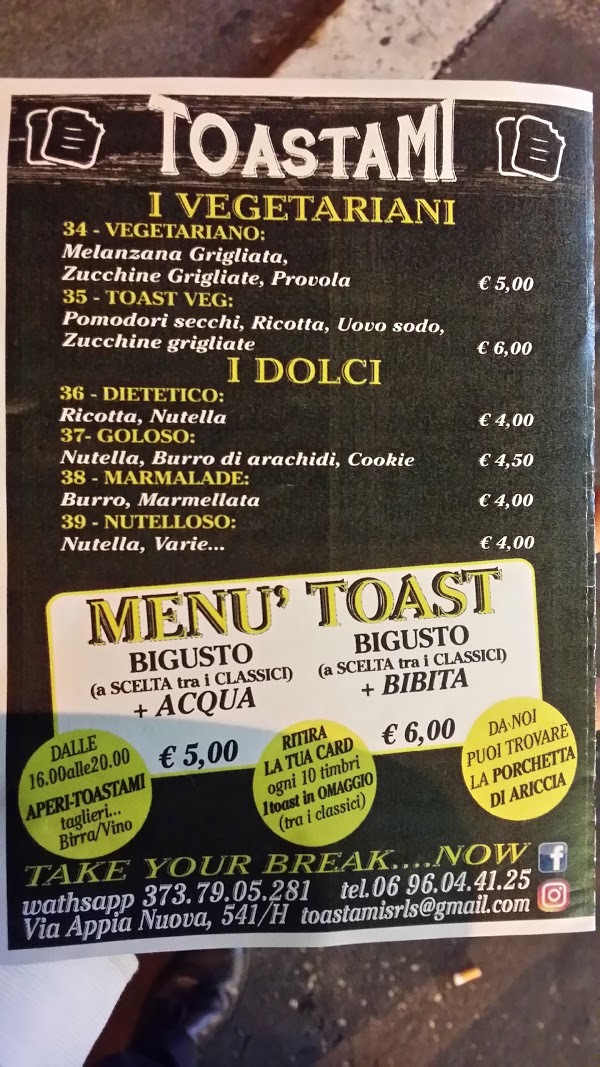 TOASTAMI
I VEGETARIANI
34 - VEGETARIANO:
Melanzana Grigliata,
Zucchine Grigliate, Provola € 5,00
35 - TOAST VEG:
Pomodori secchi, Ricotta, Uovo sodo,
Zucchine grigliate € 6,00
I DOLCI
36 - DIETETICO:
Ricotta, Nutella € 4,00
37- GOLOSO:
Nutella, Burro di arachidi, Cookie € 4,50
38 - MARMALADE:
Burro, Marmellata € 4,00
39 - NUTELLOSO:
Nutella, Varie... € 4,00
MENU' TOAST
BIGUSTO
(a SCELTA tra i CLASSICI)
+ ACQUA
€ 5,00
BIGUSTO
(a SCELTA tra i CLASSICI)
+ BIBITA
€ 6,00
DALLE
16.00alle20.00
APERI-TOASTAMI
taglieri...
Birra/Vino
RITIRA
LA TUA CARD
ogni 10 timbri
1toast in OMAGGIO
(tra i classici)
DA NOI
PUOI TROVARE
LA PORCHETTA
DI ARICCIA
TAKE YOUR BREAK....NOW
wathsapp 373.79.05.281 tel.06 96.04.41.25
Via Appia Nuova, 541/H toastamisrls@gmail.com